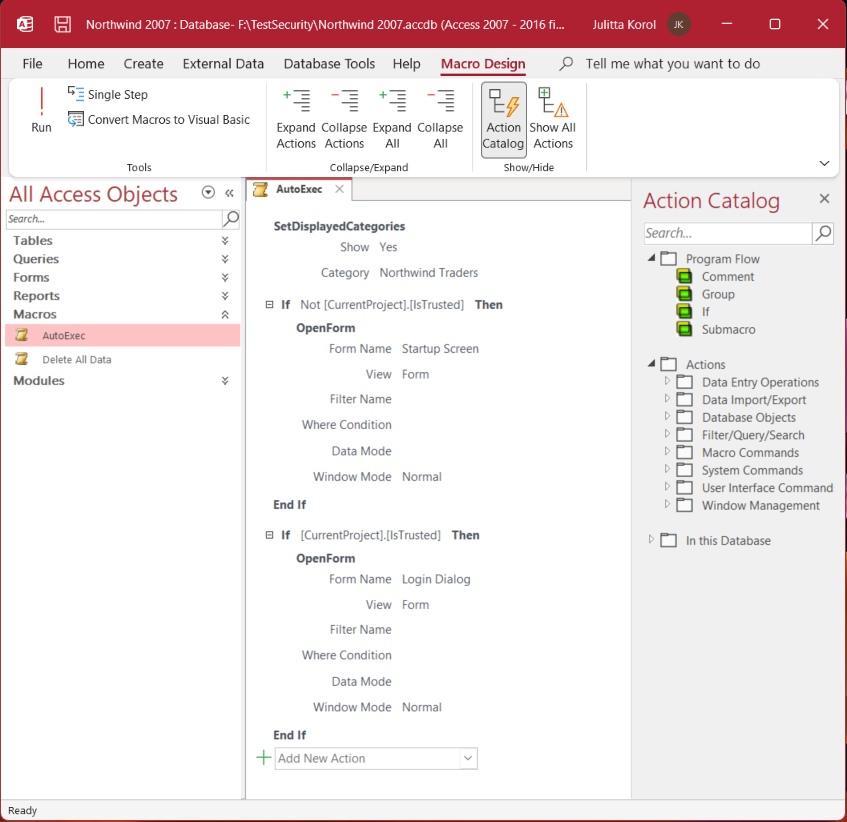 Northwind 2007 : Database- F:\TestSecurity\Northwind 2007.accdb (Access 2007 - 2016 fi...
Julitta Korol
JK
File Home Create External Data Database Tools Help Macro Design Tell me what you want to do
Run
Single Step
Convert Macros to Visual Basic
Tools
Expand Actions
Collapse Actions
Expand All
Collapse All
Collapse/Expand
Action Catalog
Show All Actions
Show/Hide
All Access Objects
Search...
Tables
Queries
Forms
Reports
Macros
AutoExec
Delete All Data
Modules
AutoExec
SetDisplayedCategories
Show Yes
Category Northwind Traders
If Not [CurrentProject].[IsTrusted] Then
OpenForm
Form Name Startup Screen
View Form
Filter Name
Where Condition
Data Mode
Window Mode Normal
End If
If [CurrentProject].[IsTrusted] Then
OpenForm
Form Name Login Dialog
View Form
Filter Name
Where Condition
Data Mode
Window Mode Normal
End If
Add New Action
Action Catalog
Search...
Program Flow
Comment
Group
If
Submacro
Actions
Data Entry Operations
Data Import/Export
Database Objects
Filter/Query/Search
Macro Commands
System Commands
User Interface Command
Window Management
In this Database
Ready